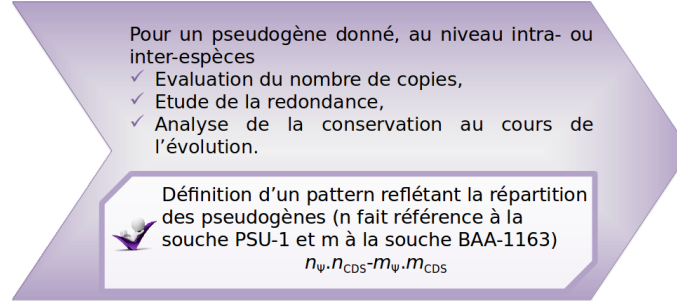 Pour un pseudogène donné, au niveau intra- ou
inter-espèces
✓ Evaluation du nombre de copies,
✓ Etude de la redondance,
✓ Analyse de la conservation au cours de
l’évolution.
Définition d’un pattern reflétant la répartition
des pseudogènes (n fait référence à la
souche PSU-1 et m à la souche BAA-1163)
nΨ.nCDS-mΨ.mCDS